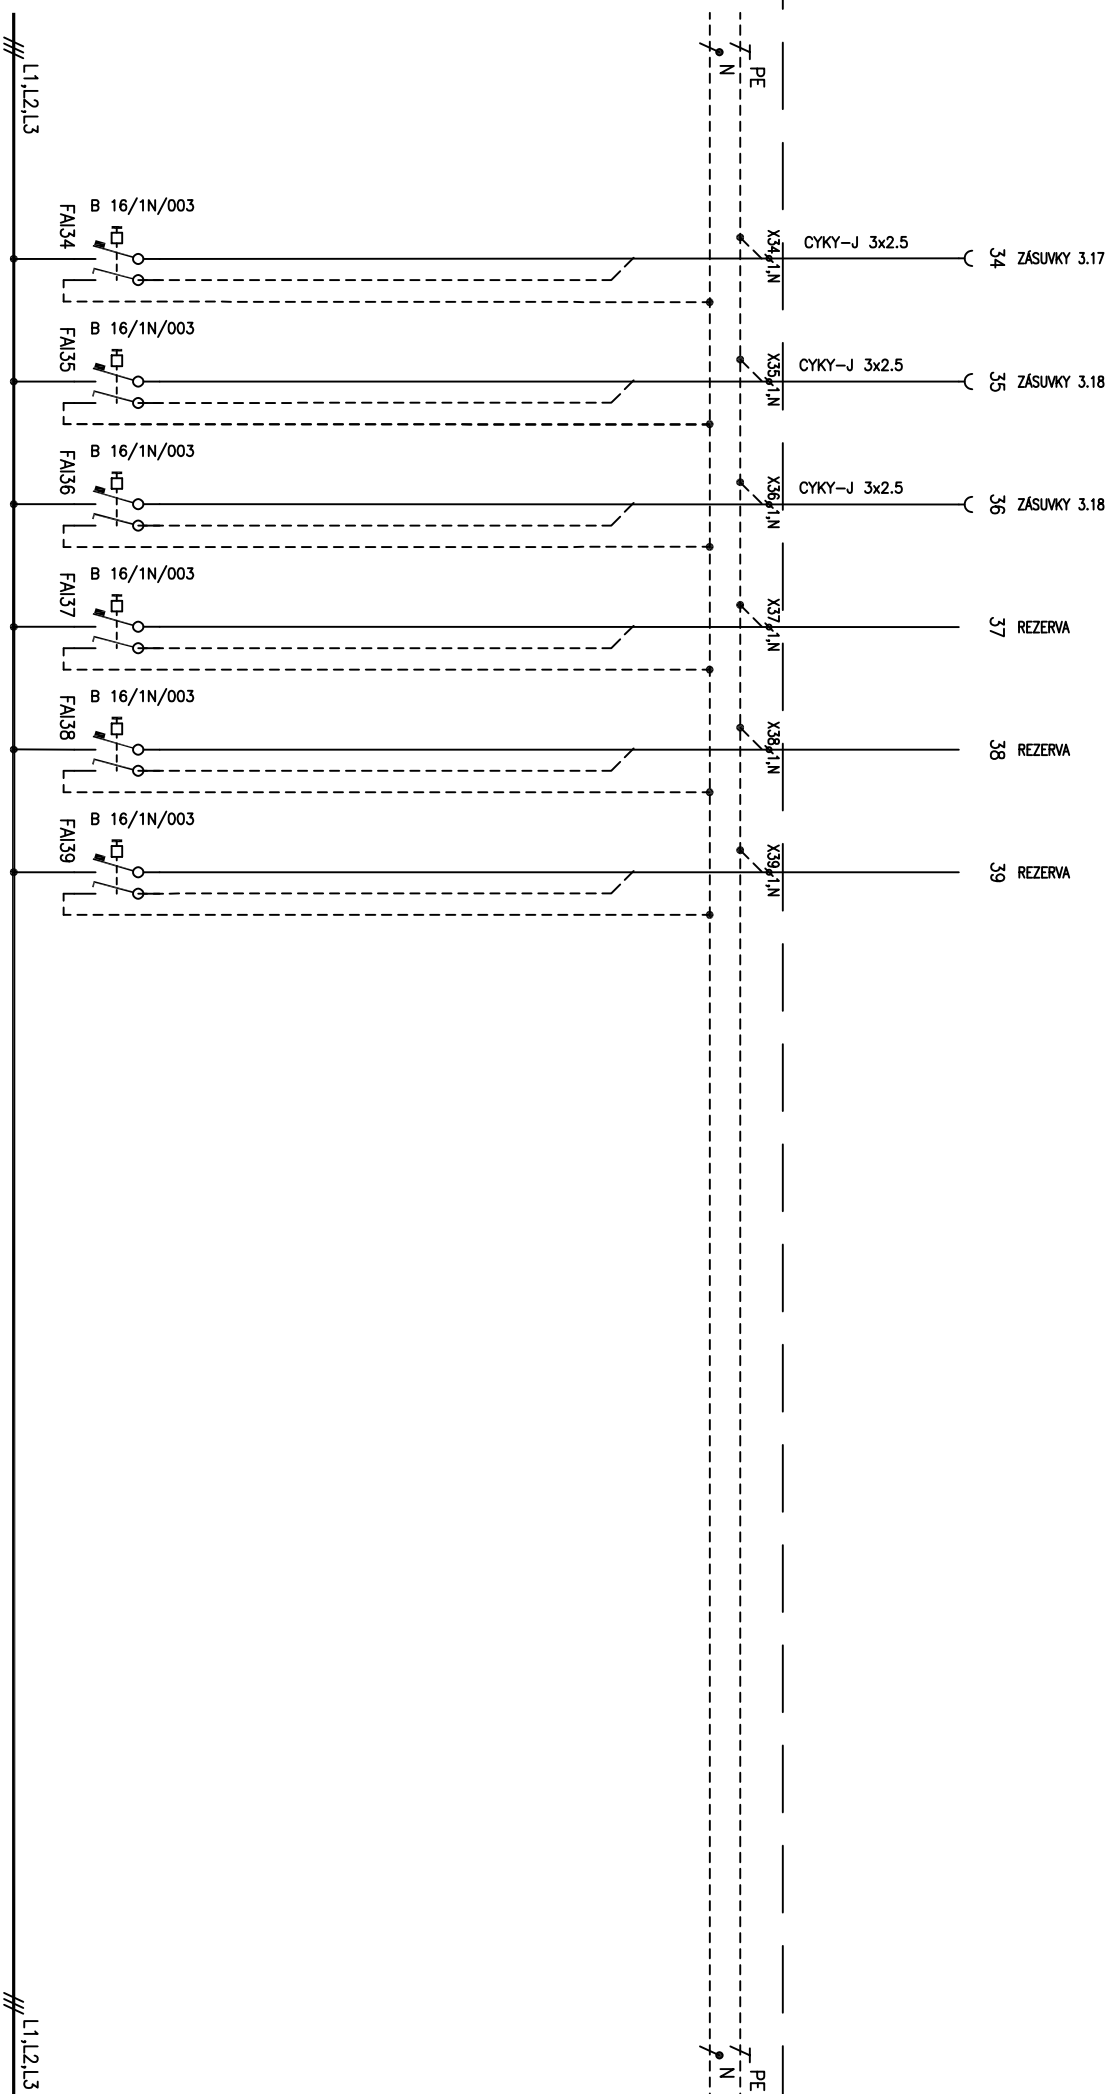 L1,L2,L3
N
PE
B 16/1N/003
FAI34
X34
1,N
CYKY-J 3x2.5
34
ZÁSUVKY 3.17
B 16/1N/003
FAI35
X35
1,N
CYKY-J 3x2.5
35
ZÁSUVKY 3.18
B 16/1N/003
FAI36
X36
1,N
CYKY-J 3x2.5
36
ZÁSUVKY 3.18
B 16/1N/003
FAI37
X37
1,N
37
REZERVA
B 16/1N/003
FAI38
X38
1,N
38
REZERVA
B 16/1N/003
FAI39
X39
1,N
39
REZERVA
L1,L2,L3
N
PE